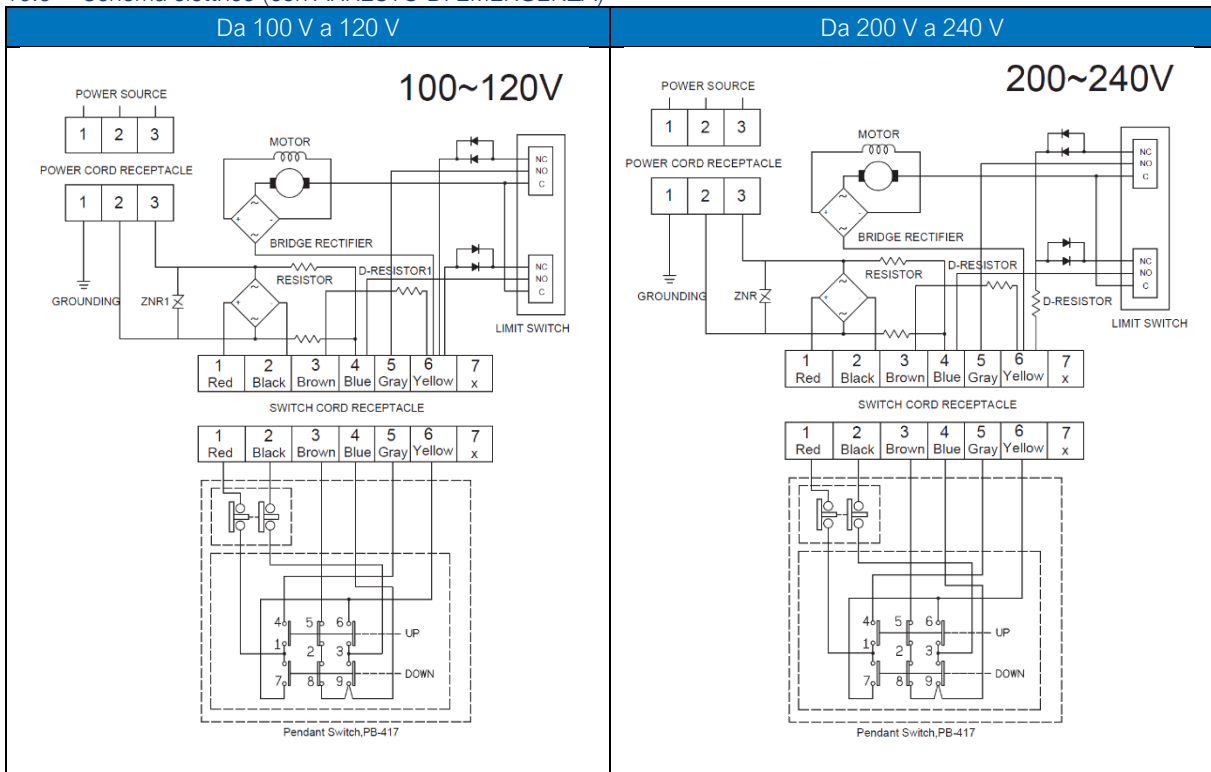 Da 100 V a 120 V
100~120V
POWER SOURCE
1 2 3
POWER CORD RECEPTACLE
1 2 3
MOTOR
NC
NO
C
BRIDGE RECTIFIER
RESISTOR
D-RESISTOR1
GROUNDING
ZNR1
NC
NO
C
LIMIT SWITCH
1 2 3 4 5 6 7
Red Black Brown Blue Gray Yellow x
SWITCH CORD RECEPTACLE
1 2 3 4 5 6 7
Red Black Brown Blue Gray Yellow x
4 5 6
UP
1 2 3
DOWN
7 8 9
Pendant Switch,PB-417
Da 200 V a 240 V
200~240V
POWER SOURCE
1 2 3
POWER CORD RECEPTACLE
1 2 3
MOTOR
NC
NO
C
BRIDGE RECTIFIER
RESISTOR
D-RESISTOR
GROUNDING
ZNR
NC
NO
C
D-RESISTOR
LIMIT SWITCH
1 2 3 4 5 6 7
Red Black Brown Blue Gray Yellow x
SWITCH CORD RECEPTACLE
1 2 3 4 5 6 7
Red Black Brown Blue Gray Yellow x
4 5 6
UP
1 2 3
DOWN
7 8 9
Pendant Switch,PB-417